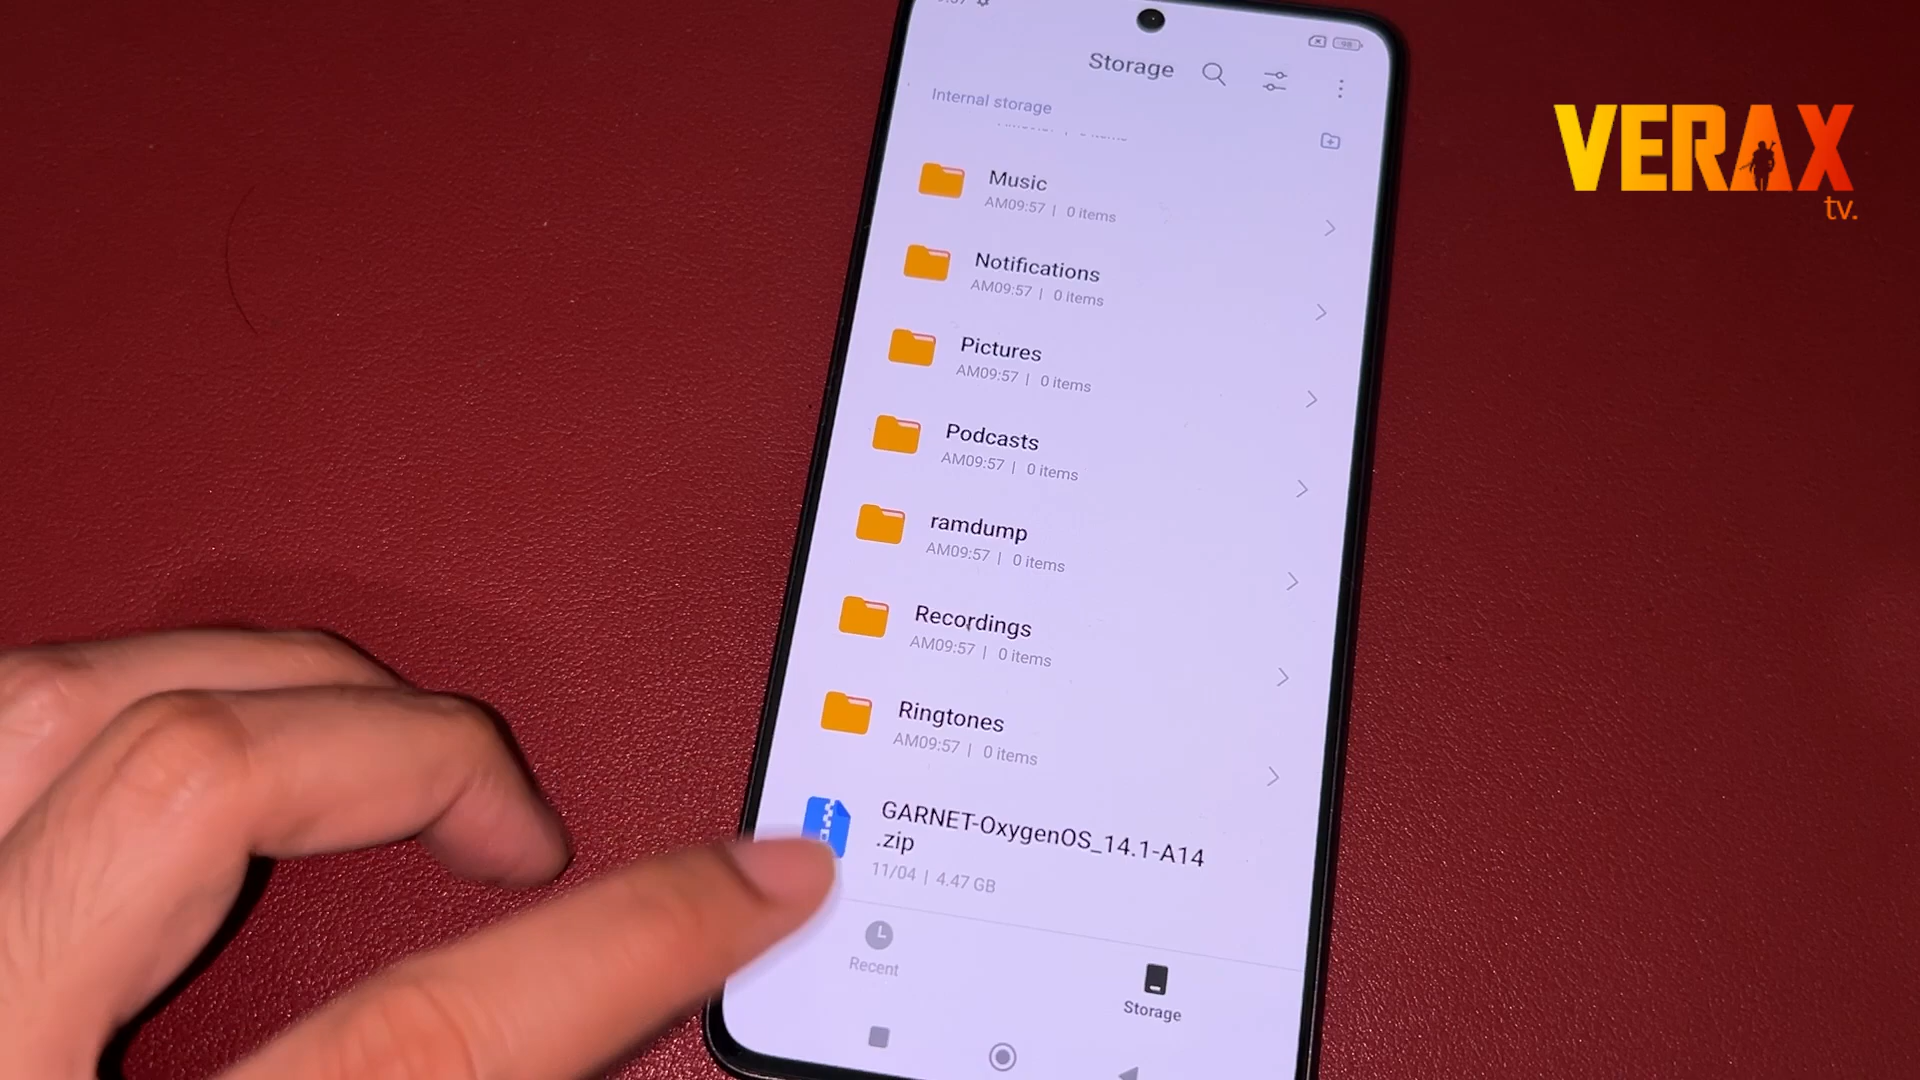 Storage
Internal storage
Music
AM09:57 | 0 items
Notifications
AM09:57 | 0 items
Pictures
AM09:57 | 0 items
Podcasts
AM09:57 | 0 items
ramdump
AM09:57 | 0 items
Recordings
AM09:57 | 0 items
Ringtones
AM09:57 | 0 items
GARNET-OxygenOS_14.1-A14
.zip
11/04 | 4.47 GB
Recent
Storage
VERAX
tv.